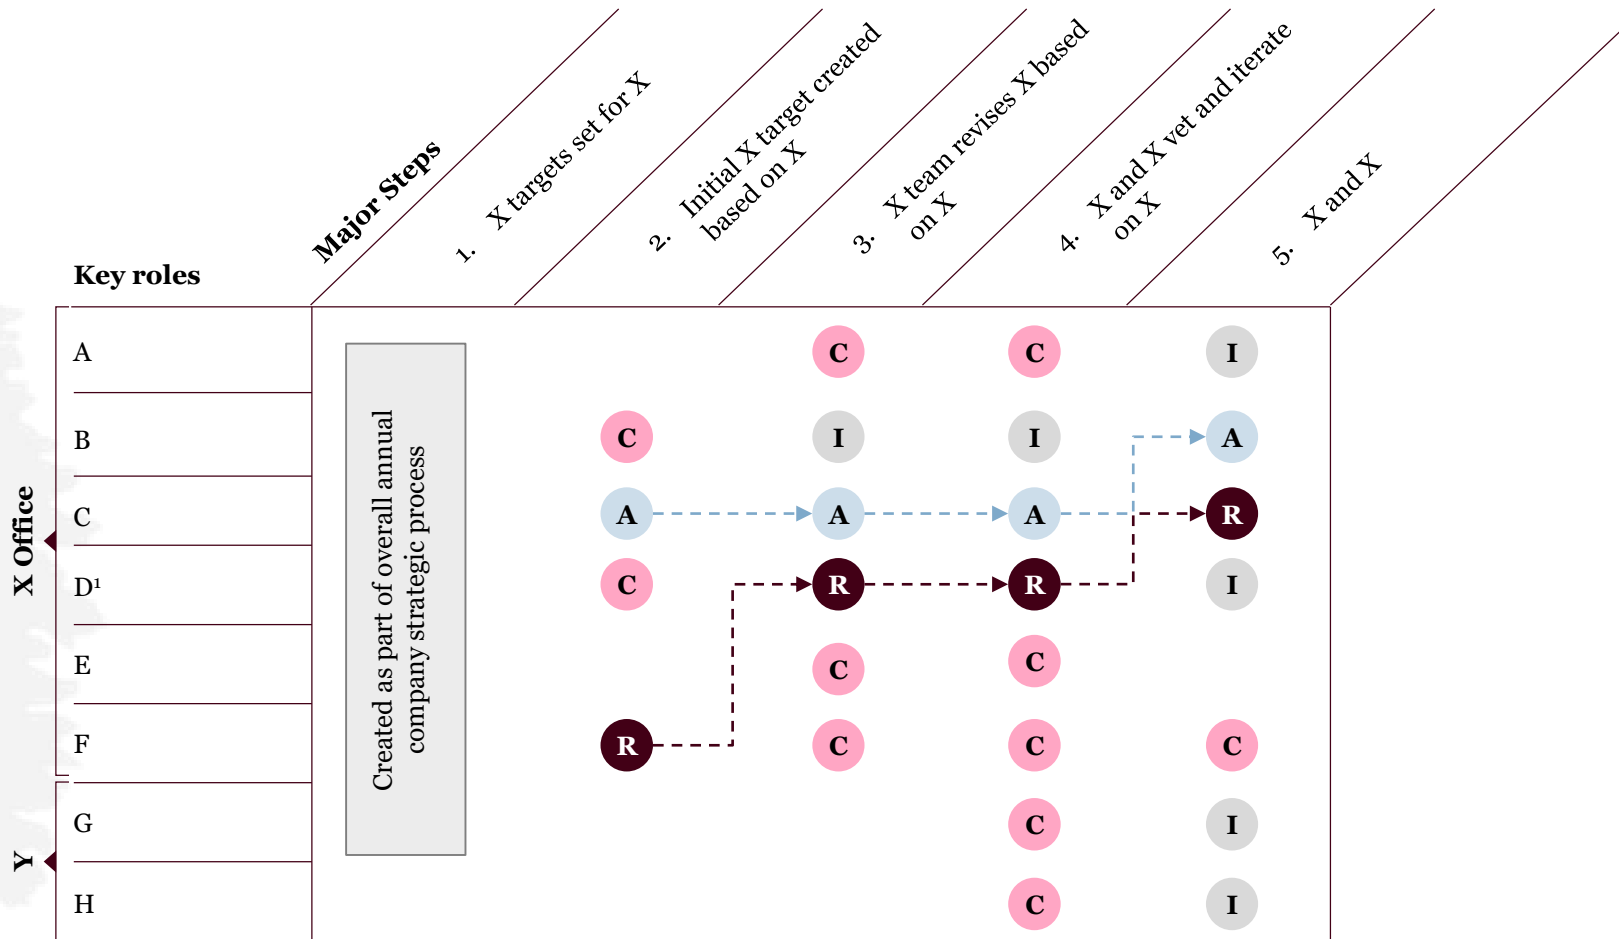 Major Steps
1. X targets set for X
2. Initial X target created
based on X
3. X team revises X based
on X
4. X and X vet and iterate
on X
5. X and X
Key roles
X Office
A
C
C
I
B
C
I
I
A
C
A
A
A
R
D¹
C
R
R
I
E
C
C
F
R
C
C
C
Y
G
C
I
H
C
I
Created as part of overall annual
company strategic process